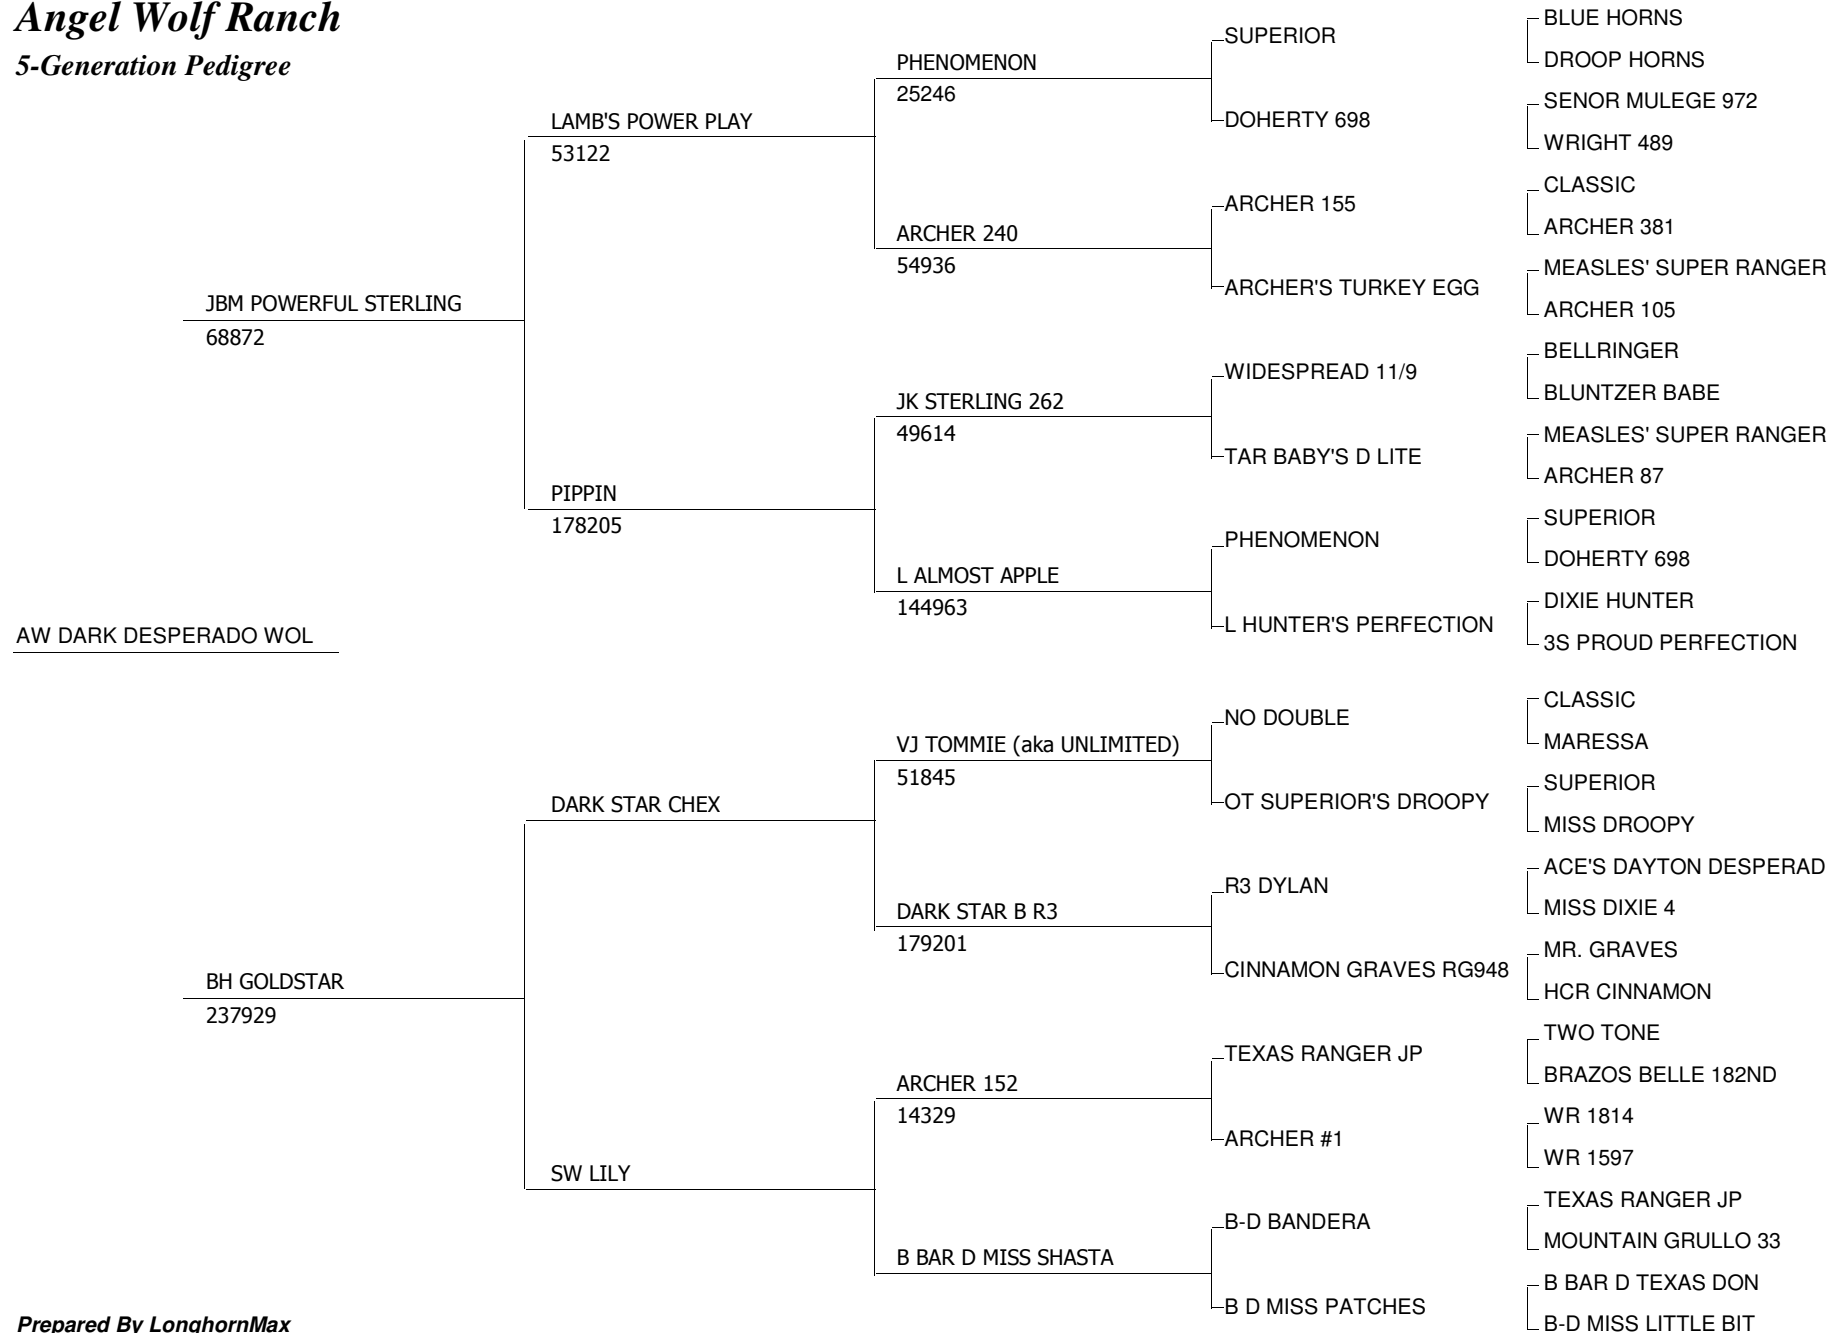 Angel Wolf Ranch
5-Generation Pedigree
BLUE HORNS
SUPERIOR
DROOP HORNS
PHENOMENON
25246
SENOR MULEGE 972
DOHERTY 698
WRIGHT 489
LAMB'S POWER PLAY
53122
CLASSIC
ARCHER 155
ARCHER 381
ARCHER 240
54936
MEASLES' SUPER RANGER
ARCHER'S TURKEY EGG
ARCHER 105
JBM POWERFUL STERLING
68872
BELLRINGER
WIDESPREAD 11/9
BLUNTZER BABE
JK STERLING 262
49614
MEASLES' SUPER RANGER
TAR BABY'S D LITE
ARCHER 87
PIPPIN
178205
SUPERIOR
PHENOMENON
DOHERTY 698
L ALMOST APPLE
144963
DIXIE HUNTER
L HUNTER'S PERFECTION
3S PROUD PERFECTION
AW DARK DESPERADO WOL
CLASSIC
NO DOUBLE
MARESSA
VJ TOMMIE (aka UNLIMITED)
51845
SUPERIOR
OT SUPERIOR'S DROOPY
MISS DROOPY
DARK STAR CHEX
ACE'S DAYTON DESPERAD
R3 DYLAN
MISS DIXIE 4
DARK STAR B R3
179201
MR. GRAVES
CINNAMON GRAVES RG948
HCR CINNAMON
BH GOLDSTAR
237929
TWO TONE
TEXAS RANGER JP
BRAZOS BELLE 182ND
ARCHER 152
14329
WR 1814
ARCHER #1
WR 1597
SW LILY
TEXAS RANGER JP
B-D BANDERA
MOUNTAIN GRULLO 33
B BAR D MISS SHASTA
B BAR D TEXAS DON
B D MISS PATCHES
B-D MISS LITTLE BIT
Prepared By LonghornMax